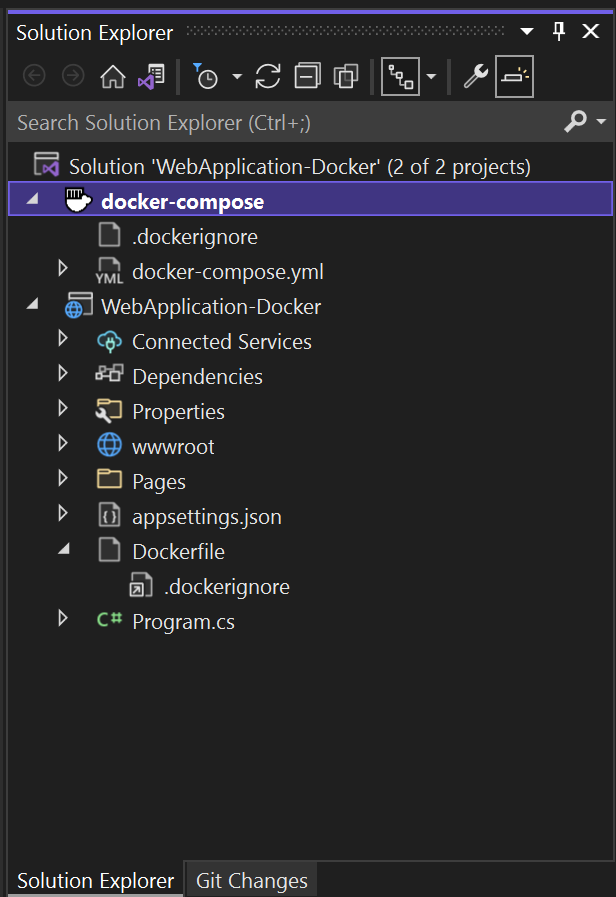 Solution Explorer
Search Solution Explorer (Ctrl+;)
Solution 'WebApplication-Docker' (2 of 2 projects)
docker-compose
.dockerignore
YML docker-compose.yml
WebApplication-Docker
Connected Services
Dependencies
Properties
wwwroot
Pages
{} appsettings.json
Dockerfile
.dockerignore
C# Program.cs
Solution Explorer Git Changes